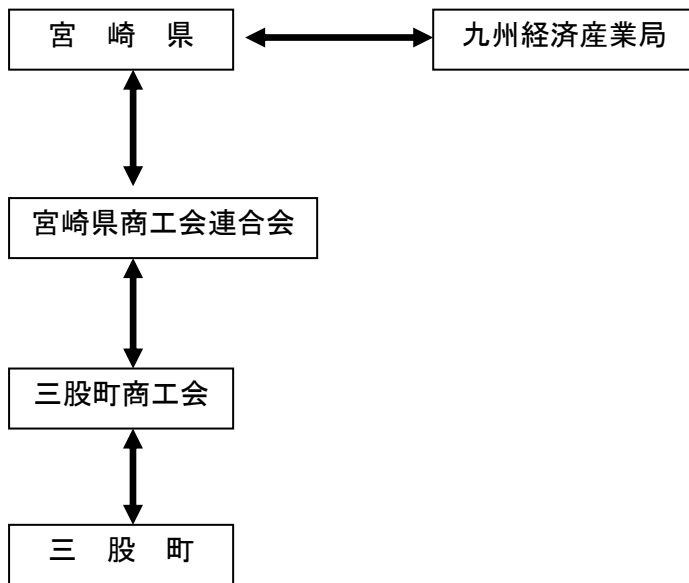 宮　崎　県
九州経済産業局
宮崎県商工会連合会
三股町商工会
三　股　町